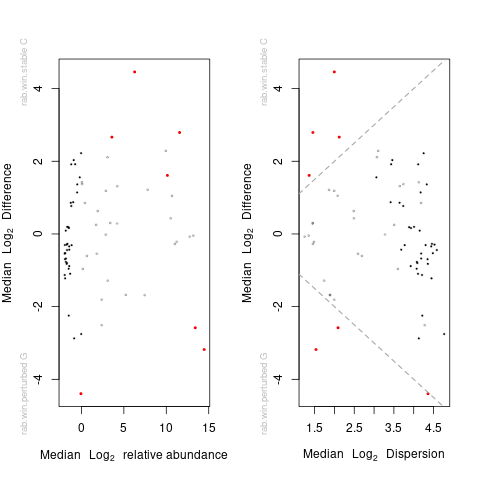 rab.win.stable C
rab.win.perturbed G
Median Log2 Difference
4
2
0
-2
-4
0 5 10 15
Median Log2 relative abundance
rab.win.stable C
rab.win.perturbed G
Median Log2 Difference
4
2
0
-2
-4
1.5 2.5 3.5 4.5
Median Log2 Dispersion